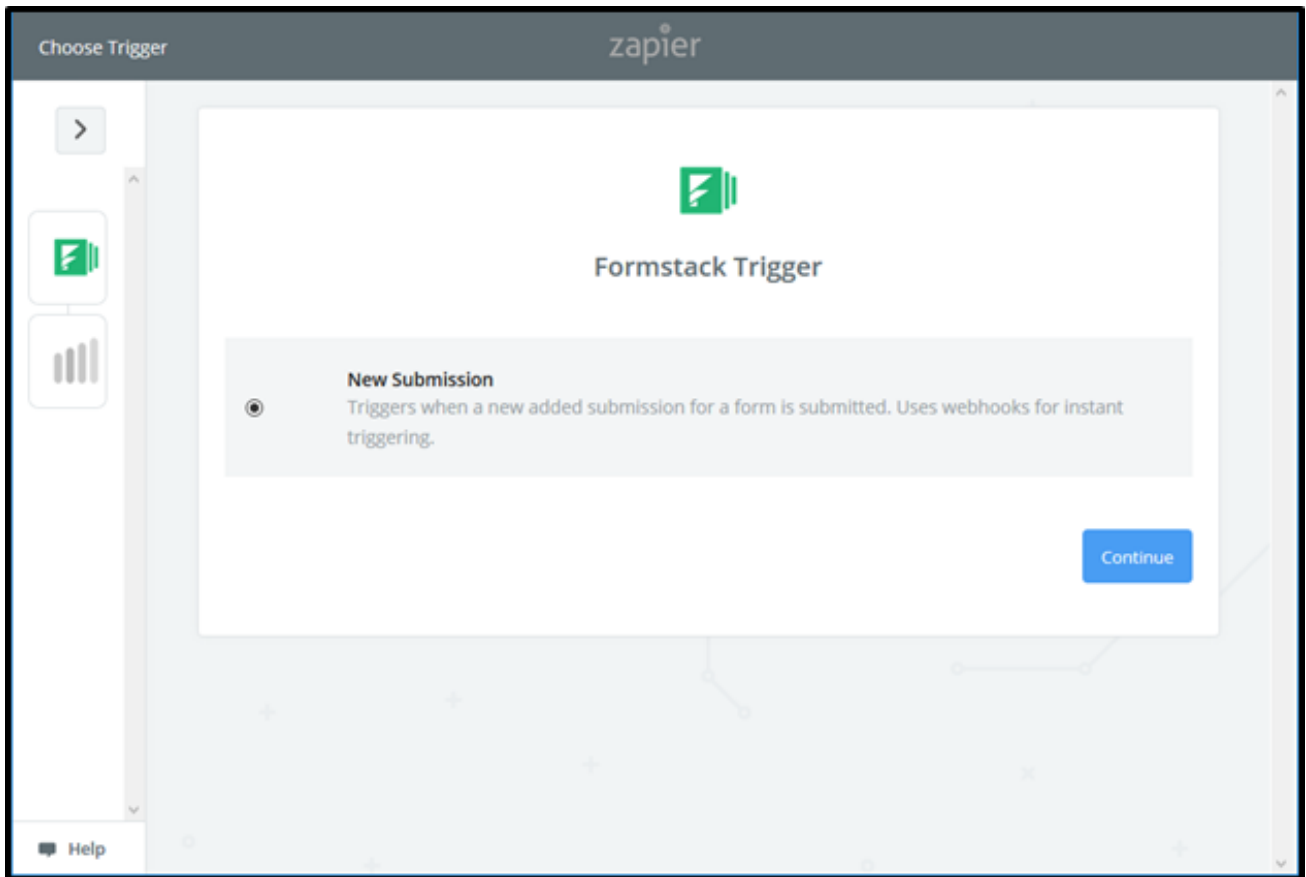 Choose Trigger
zapier
Formstack Trigger
New Submission
Triggers when a new added submission for a form is submitted. Uses webhooks for instant
triggering.
Continue
Help